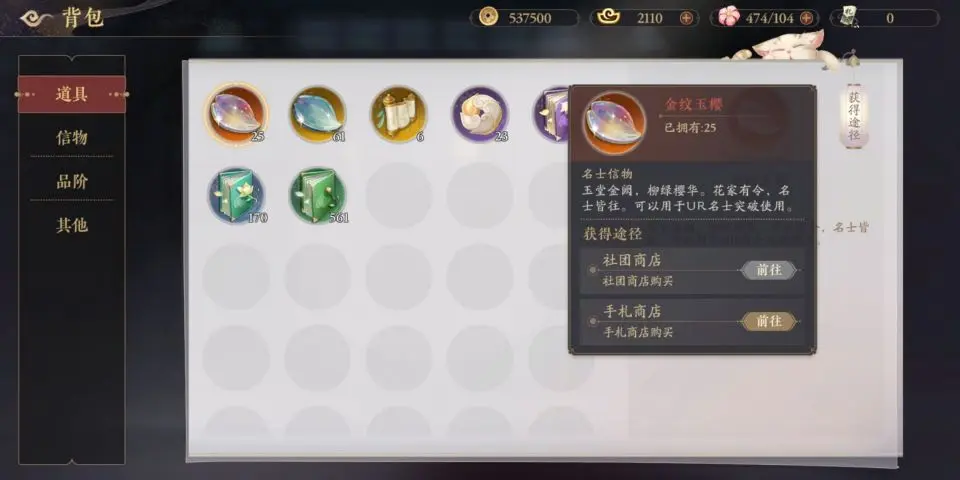 背包
537500
2110
474/104
0
道具
信物
品阶
其他
25
61
6
23
170
561
金纹玉樱
已拥有:25
名士信物
玉堂金阙，柳绿樱华。花家有令，名
士皆往。可以用于UR名士突破使用。
获得途径
社团商店
社团商店购买
前往
手札商店
手札商店购买
前往
获得途径
，名士皆